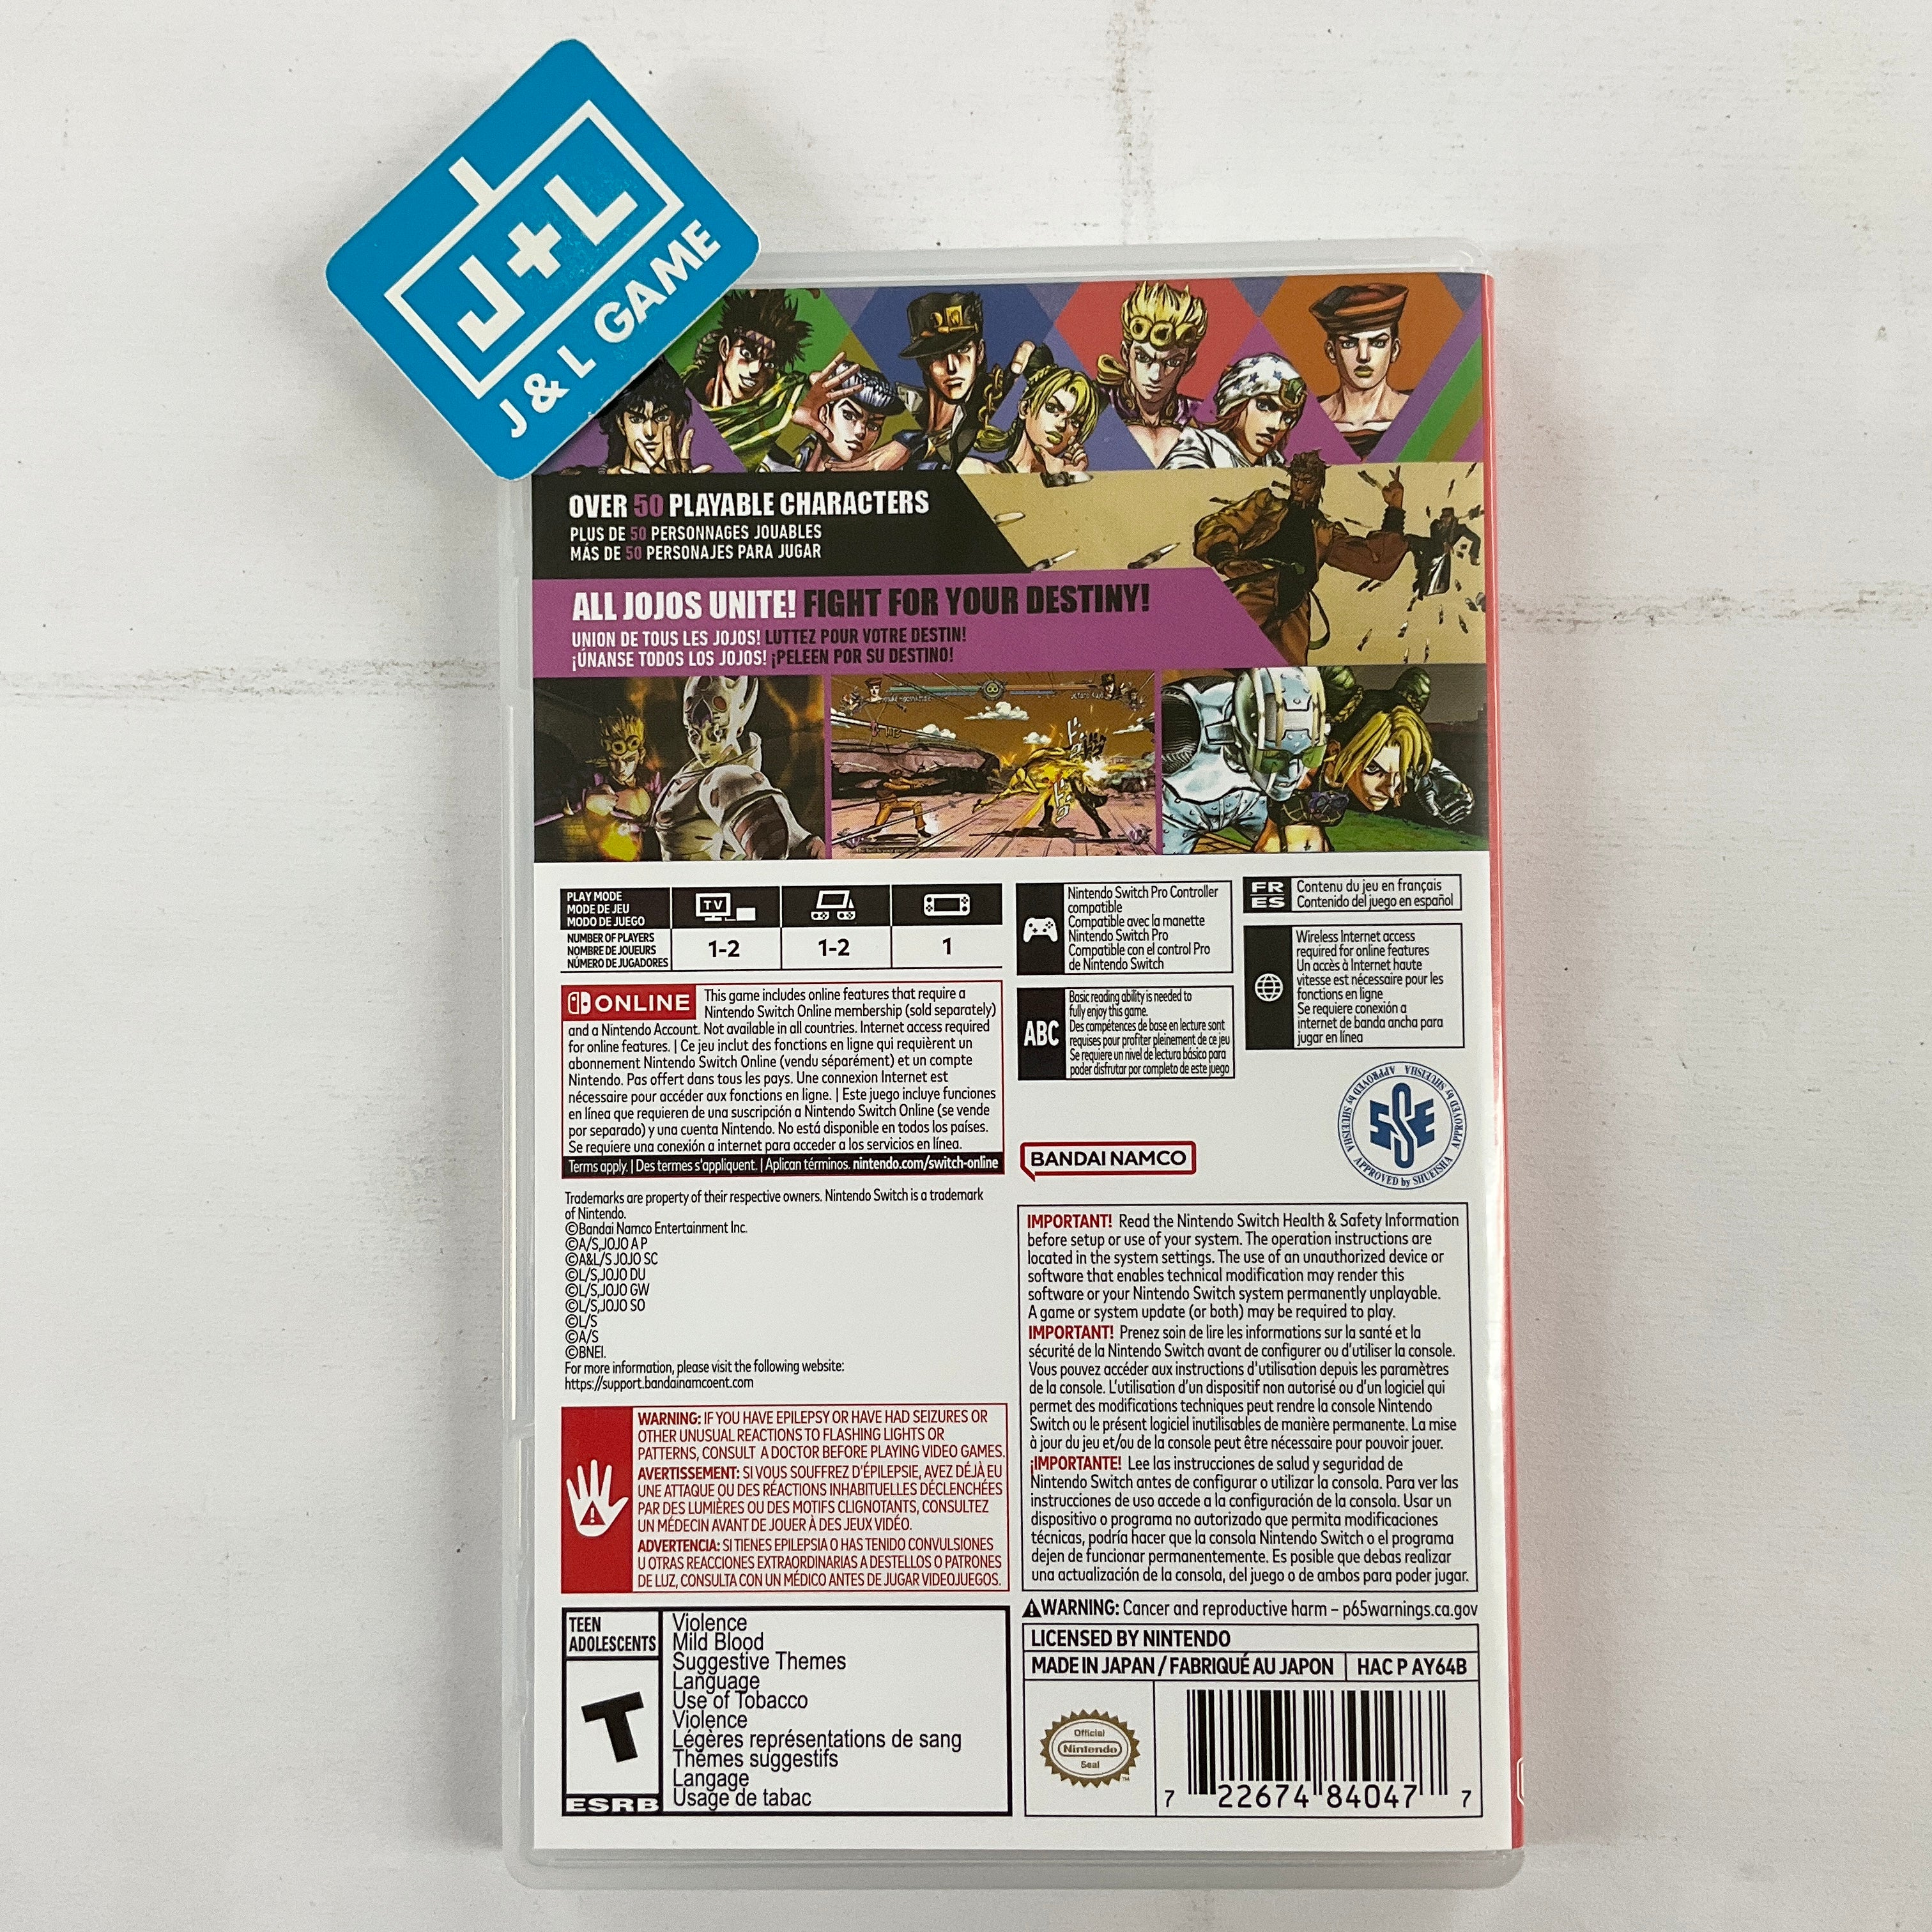 J+L
J & L GAME
OVER 50 PLAYABLE CHARACTERS
PLUS DE 50 PERSONNAGES JOUABLES
MÁS DE 50 PERSONAJES PARA JUGAR
ALL JOJOS UNITE! FIGHT FOR YOUR DESTINY!
UNION DE TOUS LES JOJOS! LUTTEZ POUR VOTRE DESTIN!
¡ÚNANSE TODOS LOS JOJOS! ¡PELEEN POR SU DESTINO!
PLAY MODE
MODE DE JEU
MODO DE JUEGO
TV
NUMBER OF PLAYERS
NOMBRE DE JOUEURS
NÚMERO DE JUGADORES
1-2
1-2
1
ONLINE
This game includes online features that require a
Nintendo Switch Online membership (sold separately)
and a Nintendo Account. Not available in all countries. Internet access required
for online features. | Ce jeu inclut des fonctions en ligne qui requièrent un
abonnement Nintendo Switch Online (vendu séparément) et un compte
Nintendo. Pas offert dans tous les pays. Une connexion Internet est
nécessaire pour accéder aux fonctions en ligne. | Este juego incluye funciones
en línea que requieren de una suscripción a Nintendo Switch Online (se vende
por separado) y una cuenta Nintendo. No está disponible en todos los países.
Se requiere una conexión a internet para acceder a los servicios en línea.
Terms apply. | Des termes s'appliquent. | Aplican términos. nintendo.com/switch-online
Nintendo Switch Pro Controller
compatible
Compatible avec la manette
Nintendo Switch Pro
Compatible con el control Pro
de Nintendo Switch
ABC
Basic reading ability is needed to
fully enjoy this game.
Des compétences de base en lecture sont
requises pour profiter pleinement de ce jeu
Se requiere un nivel de lectura básico para
poder disfrutar por completo de este juego
FR
ES
Contenu du jeu en français
Contenido del juego en español
Wireless Internet access
required for online features
Un accès à Internet haute
vitesse est nécessaire pour les
fonctions en ligne
Se requiere conexión a
internet de banda ancha para
jugar en línea
BANDAI NAMCO
APPROVED by SHUEISHA APPROVED by SHUEISHA APPROVED by SHUEISHA
Trademarks are property of their respective owners. Nintendo Switch is a trademark
of Nintendo.
©Bandai Namco Entertainment Inc.
©A/S,JOJO A P
©A&L/S JOJO SC
©L/S,JOJO DU
©L/S,JOJO GW
©L/S,JOJO SO
©L/S
©A/S
©BNEI.
For more information, please visit the following website:
https://support.bandainamcoent.com
WARNING: IF YOU HAVE EPILEPSY OR HAVE HAD SEIZURES OR
OTHER UNUSUAL REACTIONS TO FLASHING LIGHTS OR
PATTERNS, CONSULT A DOCTOR BEFORE PLAYING VIDEO GAMES.
AVERTISSEMENT: SI VOUS SOUFFREZ D'ÉPILEPSIE, AVEZ DÉJÀ EU
UNE ATTAQUE OU DES RÉACTIONS INHABITUELLES DÉCLENCHÉES
PAR DES LUMIÈRES OU DES MOTIFS CLIGNOTANTS, CONSULTEZ
UN MÉDECIN AVANT DE JOUER À DES JEUX VIDÉO.
ADVERTENCIA: SI TIENES EPILEPSIA O HAS TENIDO CONVULSIONES
U OTRAS REACCIONES EXTRAORDINARIAS A DESTELLOS O PATRONES
DE LUZ, CONSULTA CON UN MÉDICO ANTES DE JUGAR VIDEOJUEGOS.
IMPORTANT! Read the Nintendo Switch Health & Safety Information
before setup or use of your system. The operation instructions are
located in the system settings. The use of an unauthorized device or
software that enables technical modification may render this
software or your Nintendo Switch system permanently unplayable.
A game or system update (or both) may be required to play.
IMPORTANT! Prenez soin de lire les informations sur la santé et la
sécurité de la Nintendo Switch avant de configurer ou d'utiliser la console.
Vous pouvez accéder aux instructions d'utilisation depuis les paramètres
de la console. L'utilisation d'un dispositif non autorisé ou d'un logiciel qui
permet des modifications techniques peut rendre la console Nintendo
Switch ou le présent logiciel inutilisables de manière permanente. La mise
à jour du jeu et/ou de la console peut être nécessaire pour pouvoir jouer.
¡IMPORTANTE! Lee las instrucciones de salud y seguridad de
Nintendo Switch antes de configurar o utilizar la consola. Para ver las
instrucciones de uso accede a la configuración de la consola. Usar un
dispositivo o programa no autorizado que permita modificaciones
técnicas, podría hacer que la consola Nintendo Switch o el programa
dejen de funcionar permanentemente. Es posible que debas realizar
una actualización de la consola, del juego o de ambos para poder jugar.
WARNING: Cancer and reproductive harm – p65warnings.ca.gov
TEEN
ADOLESCENTS
T
ESRB
Violence
Mild Blood
Suggestive Themes
Language
Use of Tobacco
Violence
Légères représentations de sang
Thèmes suggestifs
Langage
Usage de tabac
LICENSED BY NINTENDO
MADE IN JAPAN / FABRIQUÉ AU JAPON
HAC P AY64B
Official
Nintendo
Seal
TM
7 22674 84047 7